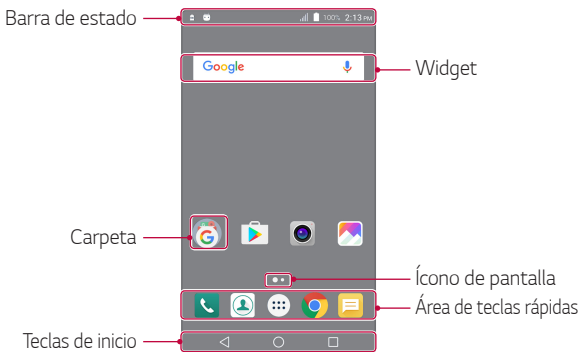 Barra de estado
100% 2:13 PM
Google
Widget
Carpeta
Ícono de pantalla
Área de teclas rápidas
Teclas de inicio